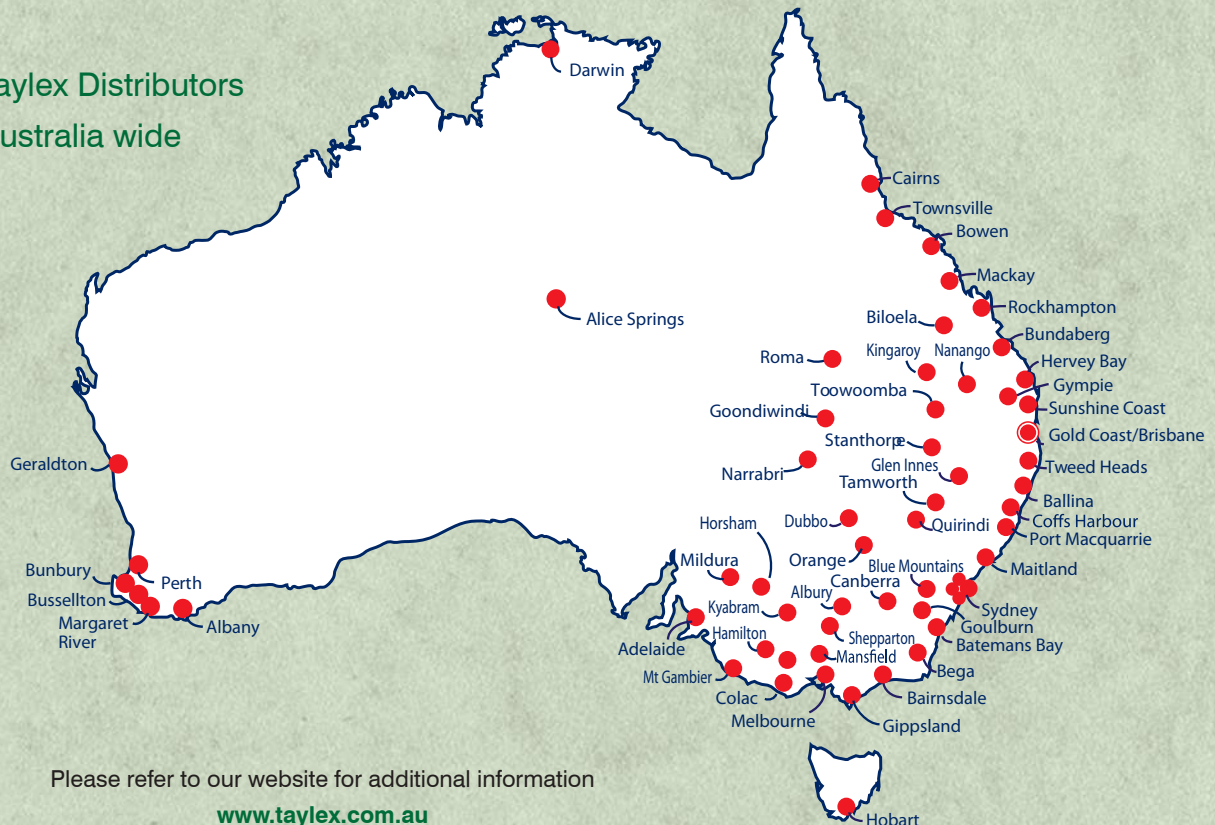 aylex Distributors
ustralia wide
Darwin
Cairns
Townsville
Bowen
Mackay
Rockhampton
Biloela
Bundaberg
Alice Springs
Roma
Kingaroy
Nanango
Hervey Bay
Gympie
Toowoomba
Sunshine Coast
Goondiwindi
Gold Coast/Brisbane
Stanthorpe
Geraldton
Narrabri
Glen Innes
Tweed Heads
Tamworth
Ballina
Horsham
Dubbo
Quirindi
Coffs Harbour
Port Macquarrie
Mildura
Orange
Blue Mountains
Maitland
Bunbury
Perth
Canberra
Bussellton
Kyabram
Albury
Sydney
Margaret
River
Albany
Goulburn
Adelaide
Hamilton
Shepparton
Batemans Bay
Mansfield
Mt Gambier
Bega
Colac
Bairnsdale
Melbourne
Gippsland
Please refer to our website for additional information
www.taylex.com.au
Hobart